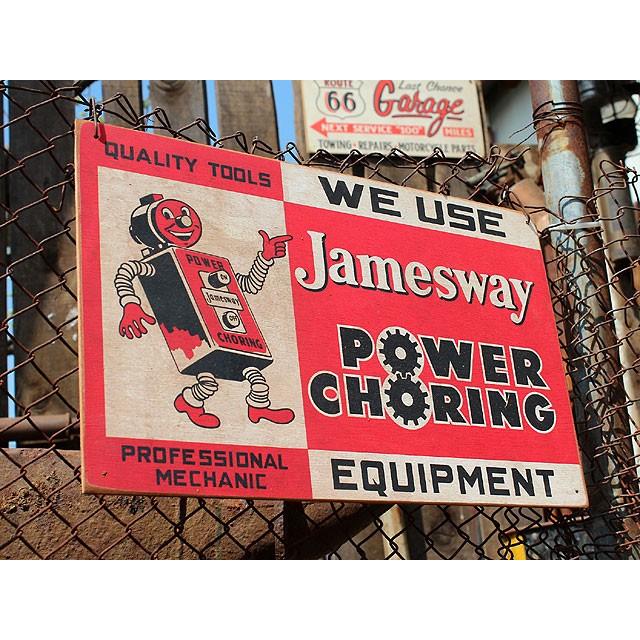 ROUTE
66
Last Chance
Garage
NEXT SERVICE "100" MILES
TOWING • REPAIRS • MOTORCYCLE PARTS
QUALITY TOOLS
WE USE
Jamesway
POWER
CHORING
EQUIPMENT
POWER
ON
Jamesway
Off
CHORING
PROFESSIONAL
MECHANIC